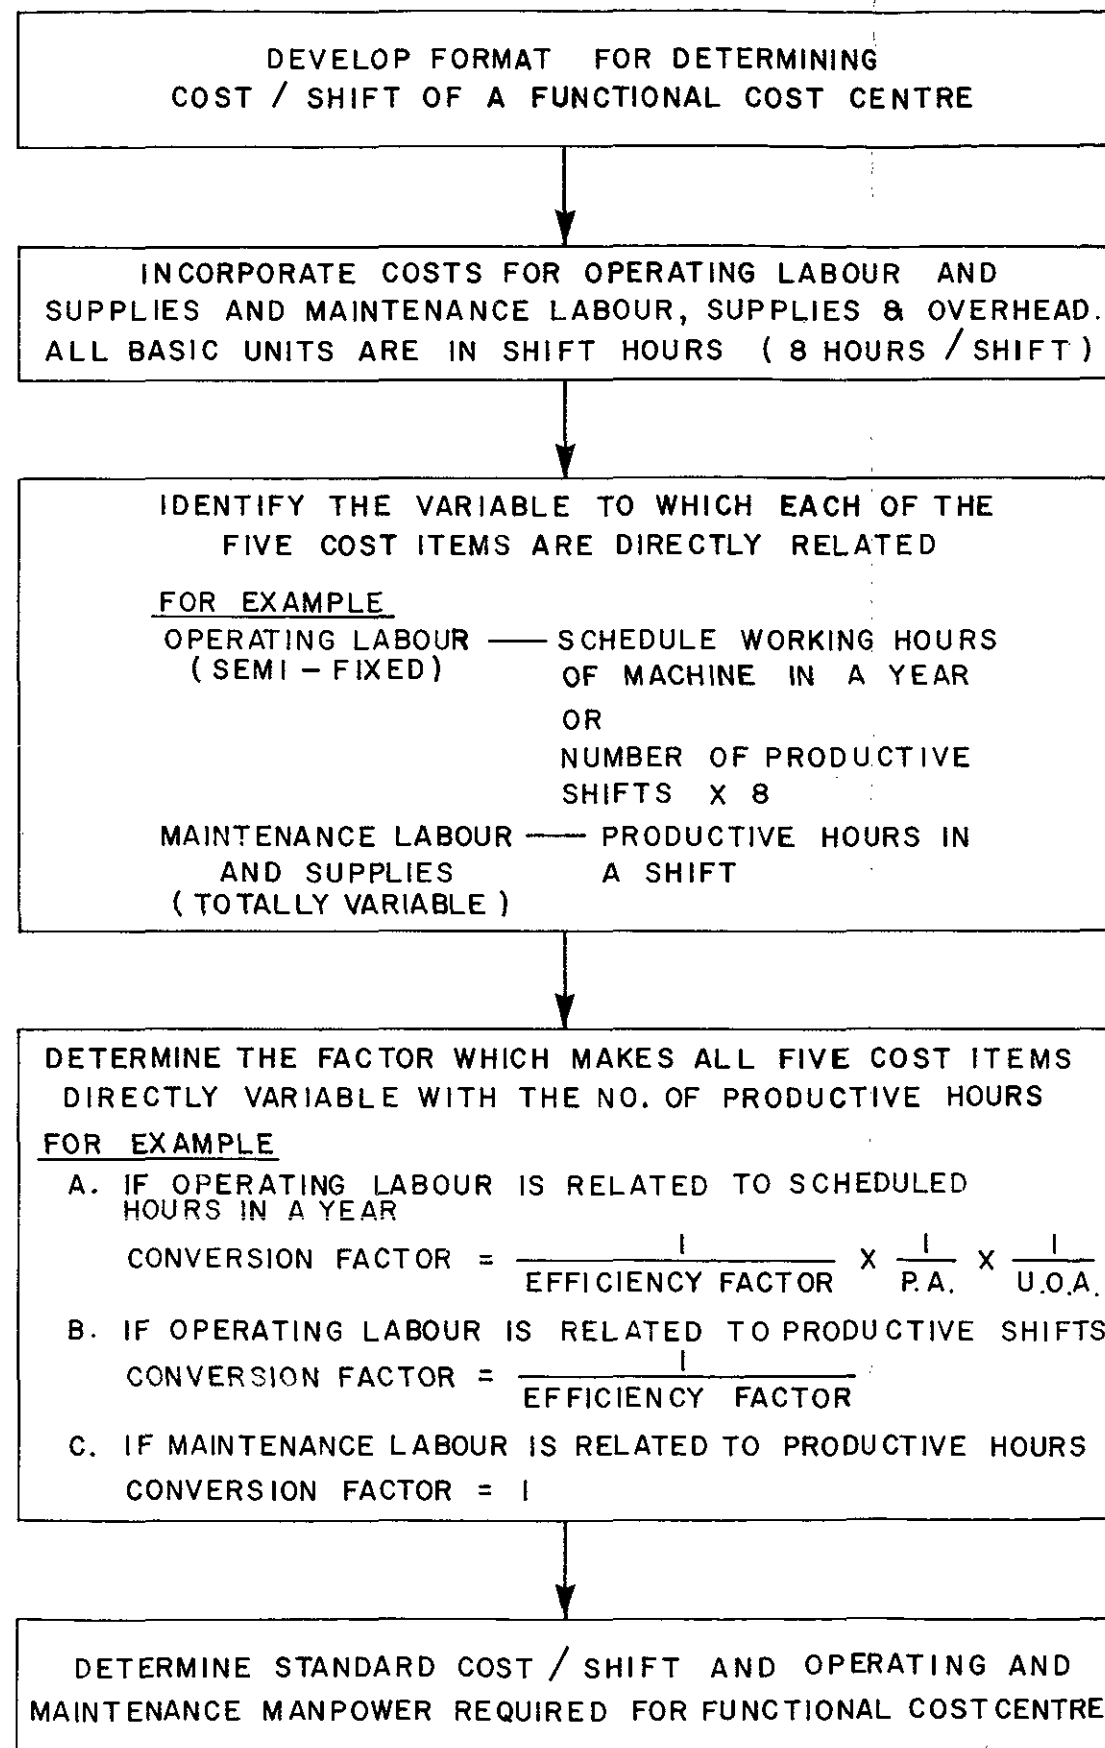 DEVELOP FORMAT FOR DETERMINING
COST / SHIFT OF A FUNCTIONAL COST CENTRE
INCORPORATE COSTS FOR OPERATING LABOUR AND
SUPPLIES AND MAINTENANCE LABOUR, SUPPLIES & OVERHEAD.
ALL BASIC UNITS ARE IN SHIFT HOURS ( 8 HOURS / SHIFT )
IDENTIFY THE VARIABLE TO WHICH EACH OF THE
FIVE COST ITEMS ARE DIRECTLY RELATED
FOR EXAMPLE
OPERATING LABOUR — SCHEDULE WORKING HOURS
( SEMI – FIXED ) OF MACHINE IN A YEAR
OR
NUMBER OF PRODUCTIVE
SHIFTS X 8
MAINTENANCE LABOUR — PRODUCTIVE HOURS IN
AND SUPPLIES A SHIFT
( TOTALLY VARIABLE )
DETERMINE THE FACTOR WHICH MAKES ALL FIVE COST ITEMS
DIRECTLY VARIABLE WITH THE NO. OF PRODUCTIVE HOURS
FOR EXAMPLE
A. IF OPERATING LABOUR IS RELATED TO SCHEDULED
HOURS IN A YEAR
CONVERSION FACTOR = 1 / EFFICIENCY FACTOR X 1 / P.A. X 1 / U.O.A.
B. IF OPERATING LABOUR IS RELATED TO PRODUCTIVE SHIFTS
CONVERSION FACTOR = 1 / EFFICIENCY FACTOR
C. IF MAINTENANCE LABOUR IS RELATED TO PRODUCTIVE HOURS
CONVERSION FACTOR = 1
DETERMINE STANDARD COST / SHIFT AND OPERATING AND
MAINTENANCE MANPOWER REQUIRED FOR FUNCTIONAL COST CENTRE